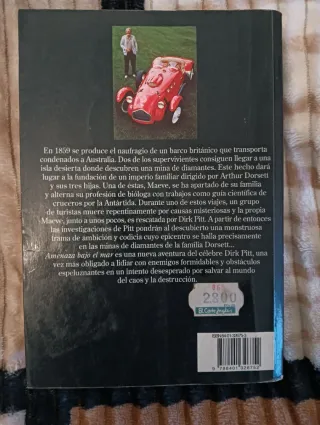 En 1859 se produce el naufragio de un barco británico que transporta
condenados a Australia. Dos de los supervivientes consiguen llegar a una
isla desierta donde descubren una mina de diamantes. Este hecho dará
lugar a la fundación de un imperio familiar dirigido por Arthur Dorsett
y sus tres hijas. Una de éstas, Maeve, se ha apartado de su familia
y alterna su profesión de bióloga con trabajos como guía científica de
cruceros por la Antártida. Durante uno de estos viajes, un grupo
de turistas muere repentinamente por causas misteriosas y la propia
Maeve, junto a unos pocos, es rescatada por Dirk Pitt. A partir de entonces
las investigaciones de Pitt pondrán al descubierto una monstruosa
trama de ambición y codicia cuyo epicentro se halla precisamente
en las minas de diamantes de la familia Dorsett...
Amenaza bajo el mar es una nueva aventura del célebre Dirk Pitt, una
vez más obligado a lidiar con enemigos formidables y obstáculos
espeluznantes en un intento desesperado por salvar al mundo
del caos y la destrucción.
2800
El Corte Inglés